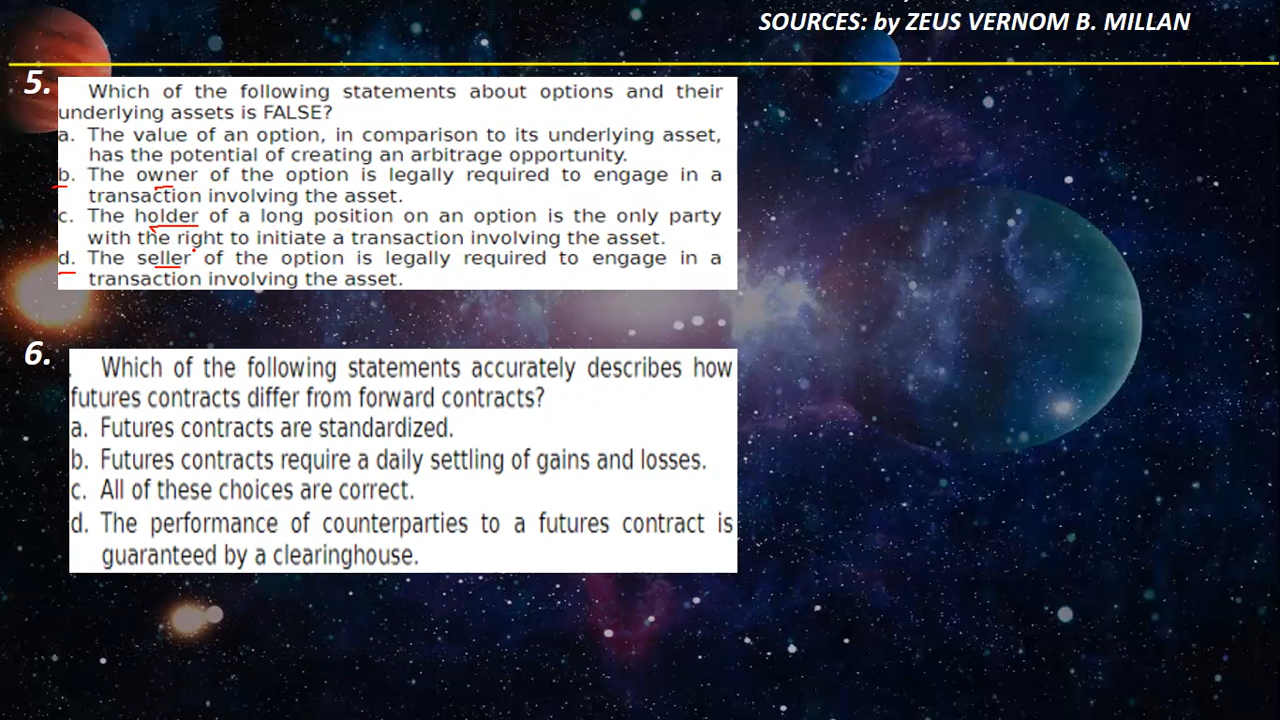 SOURCES: by ZEUS VERNOM B. MILLAN
5.
Which of the following statements about options and their
underlying assets is FALSE?
a. The value of an option, in comparison to its underlying asset,
has the potential of creating an arbitrage opportunity.
b. The owner of the option is legally required to engage in a
transaction involving the asset.
c. The holder of a long position on an option is the only party
with the right to initiate a transaction involving the asset.
d. The seller of the option is legally required to engage in a
transaction involving the asset.
6.
Which of the following statements accurately describes how
futures contracts differ from forward contracts?
a. Futures contracts are standardized.
b. Futures contracts require a daily settling of gains and losses.
c. All of these choices are correct.
d. The performance of counterparties to a futures contract is
guaranteed by a clearinghouse.